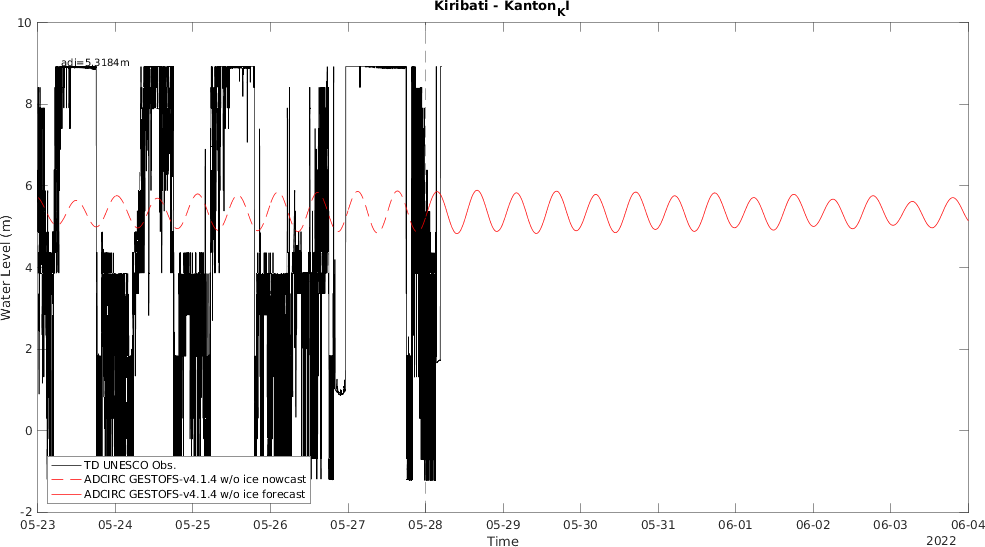 Kiribati - Kanton_KI
10
8
6
4
2
0
-2
Water Level (m)
adj=5.3184m
TD UNESCO Obs.
ADCIRC GESTOFS-v4.1.4 w/o ice nowcast
ADCIRC GESTOFS-v4.1.4 w/o ice forecast
05-23 05-24 05-25 05-26 05-27 05-28 05-29 05-30 05-31 06-01 06-02 06-03 06-04
Time
2022